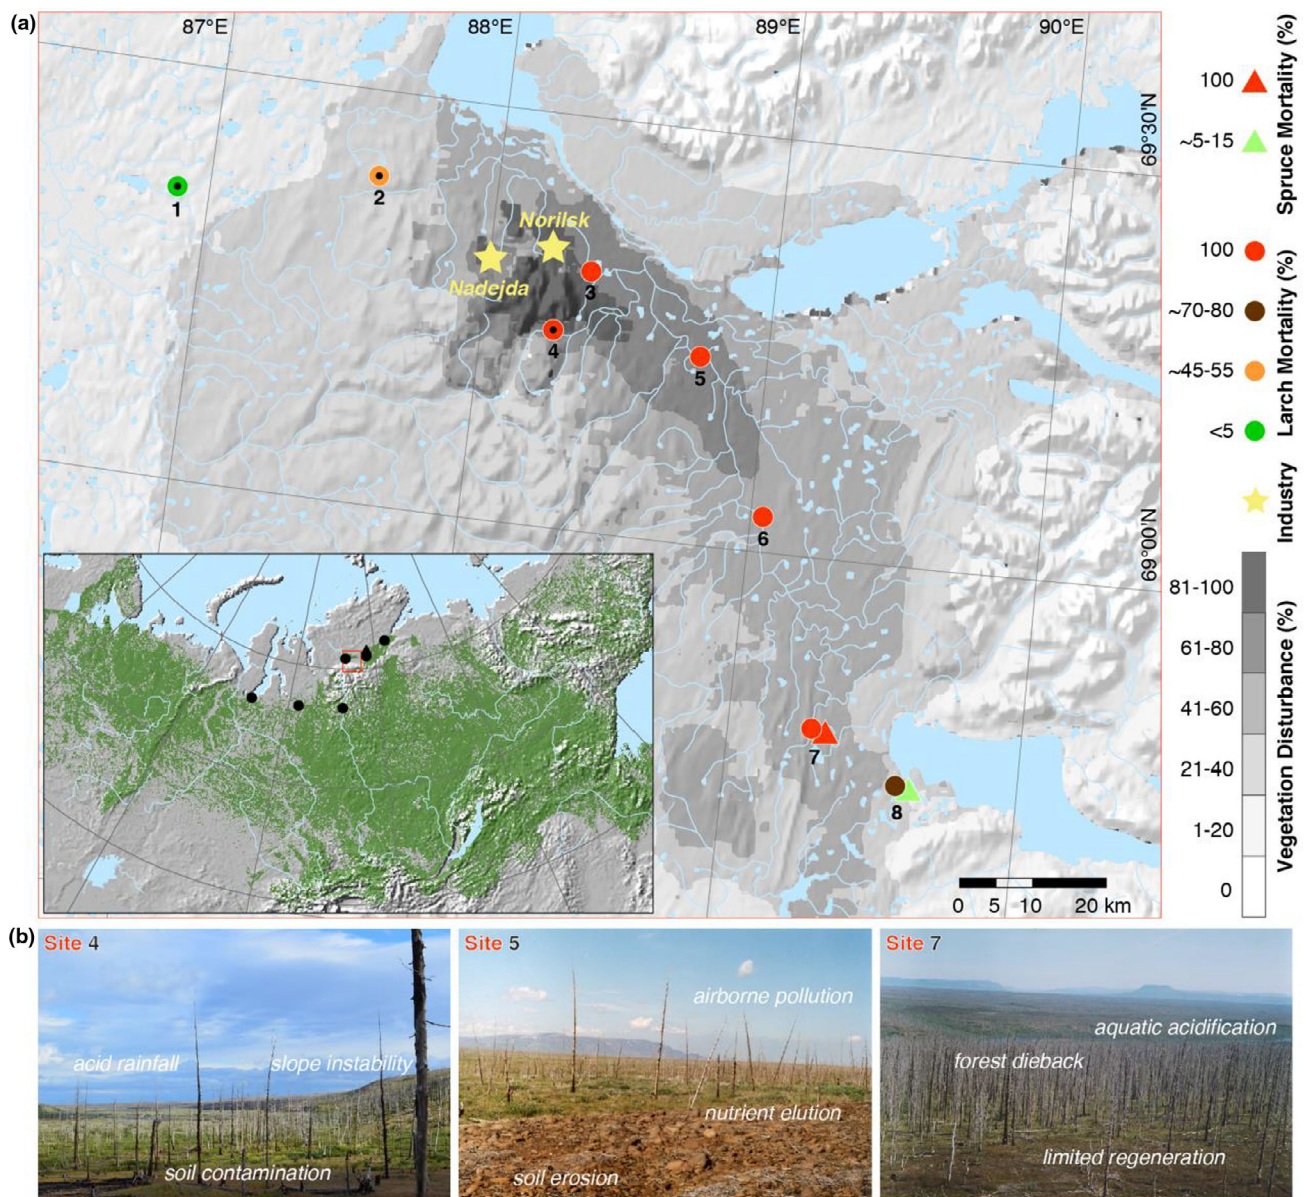 (a)
87°E
88°E
89°E
90°E
69°30'N
69°00'N
1
2
Norilsk
Nadejda
3
4
5
6
7
8
0 5 10 20 km
Spruce Mortality (%)
100
~5-15
Larch Mortality (%)
100
~70-80
~45-55
<5
Industry
Vegetation Disturbance (%)
81-100
61-80
41-60
21-40
1-20
0
(b)
Site 4
acid rainfall
slope instability
soil contamination
Site 5
airborne pollution
nutrient elution
soil erosion
Site 7
aquatic acidification
forest dieback
limited regeneration